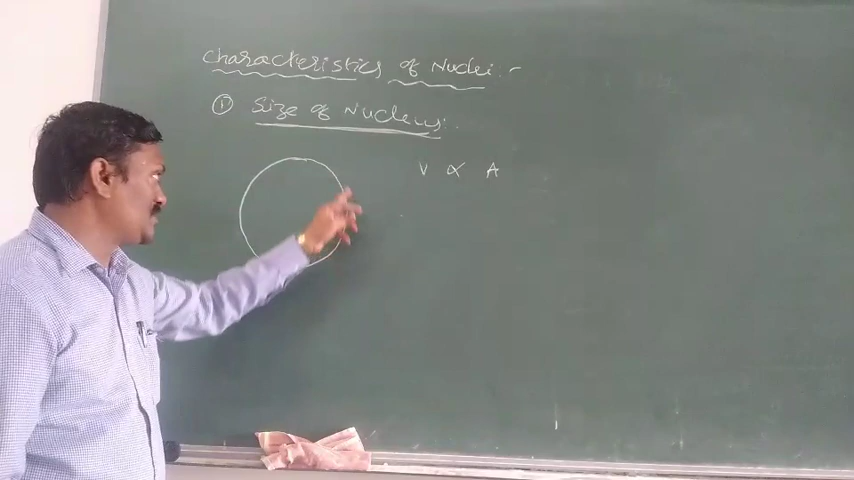 Characteristics of Nuclei:-
① Size of Nucleus:-
V ∝ A